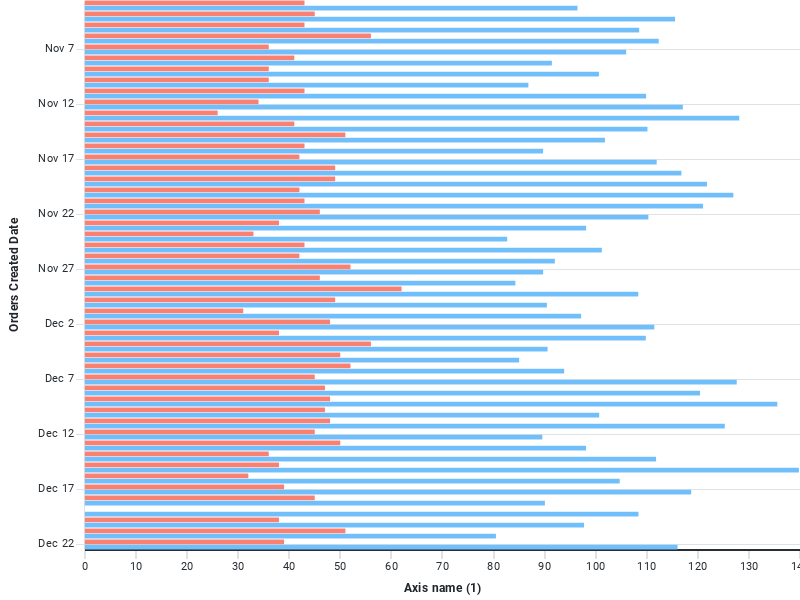 Nov 7
Nov 12
Nov 17
Nov 22
Nov 27
Dec 2
Dec 7
Dec 12
Dec 17
Dec 22
Orders Created Date
0 10 20 30 40 50 60 70 80 90 100 110 120 130 14
Axis name (1)